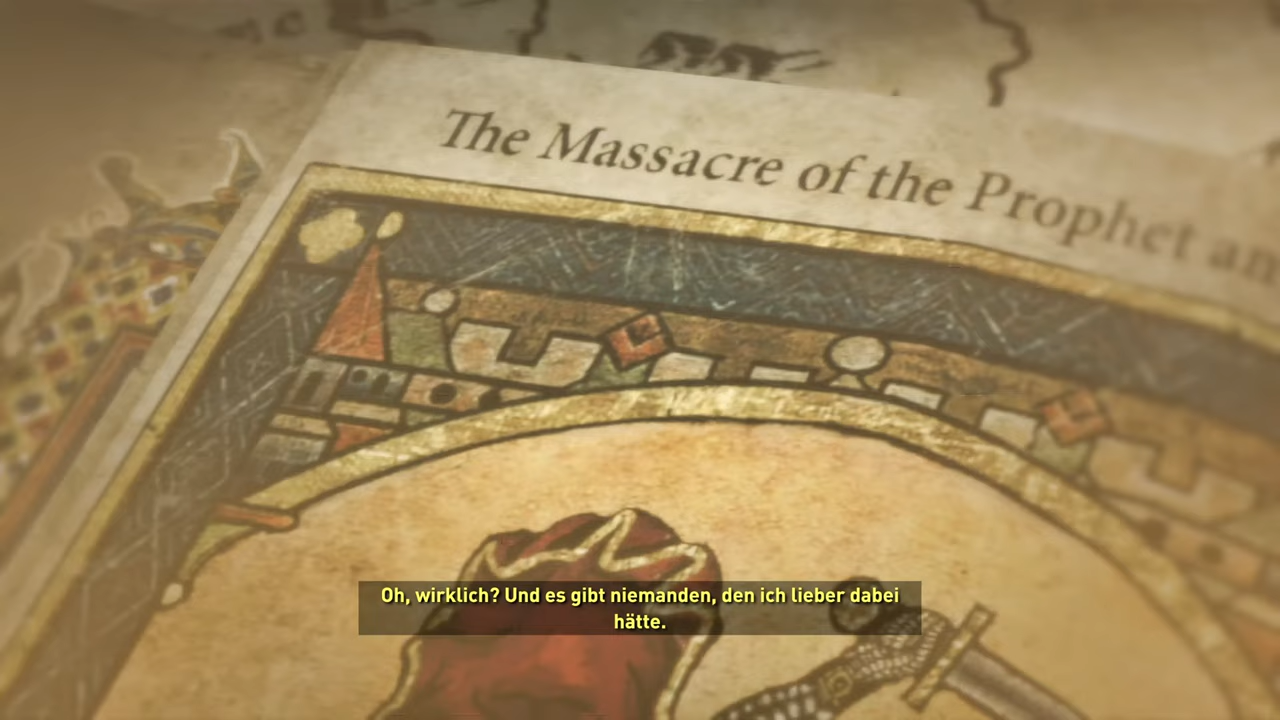 The Massacre of the Prophet an
Oh, wirklich? Und es gibt niemanden, den ich lieber dabei
hätte.